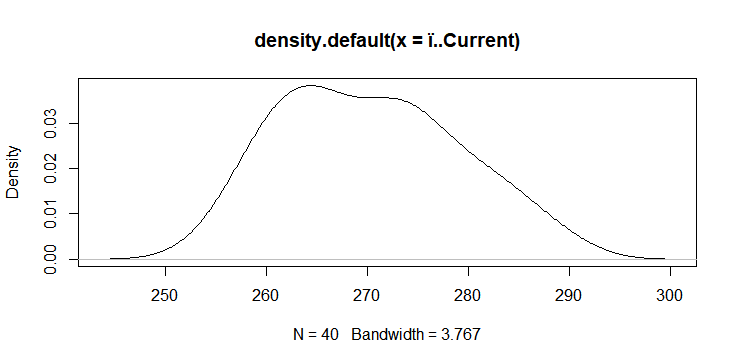 density.default(x = ï..Current)
Density
0.00 0.01 0.02 0.03
250 260 270 280 290 300
N = 40 Bandwidth = 3.767